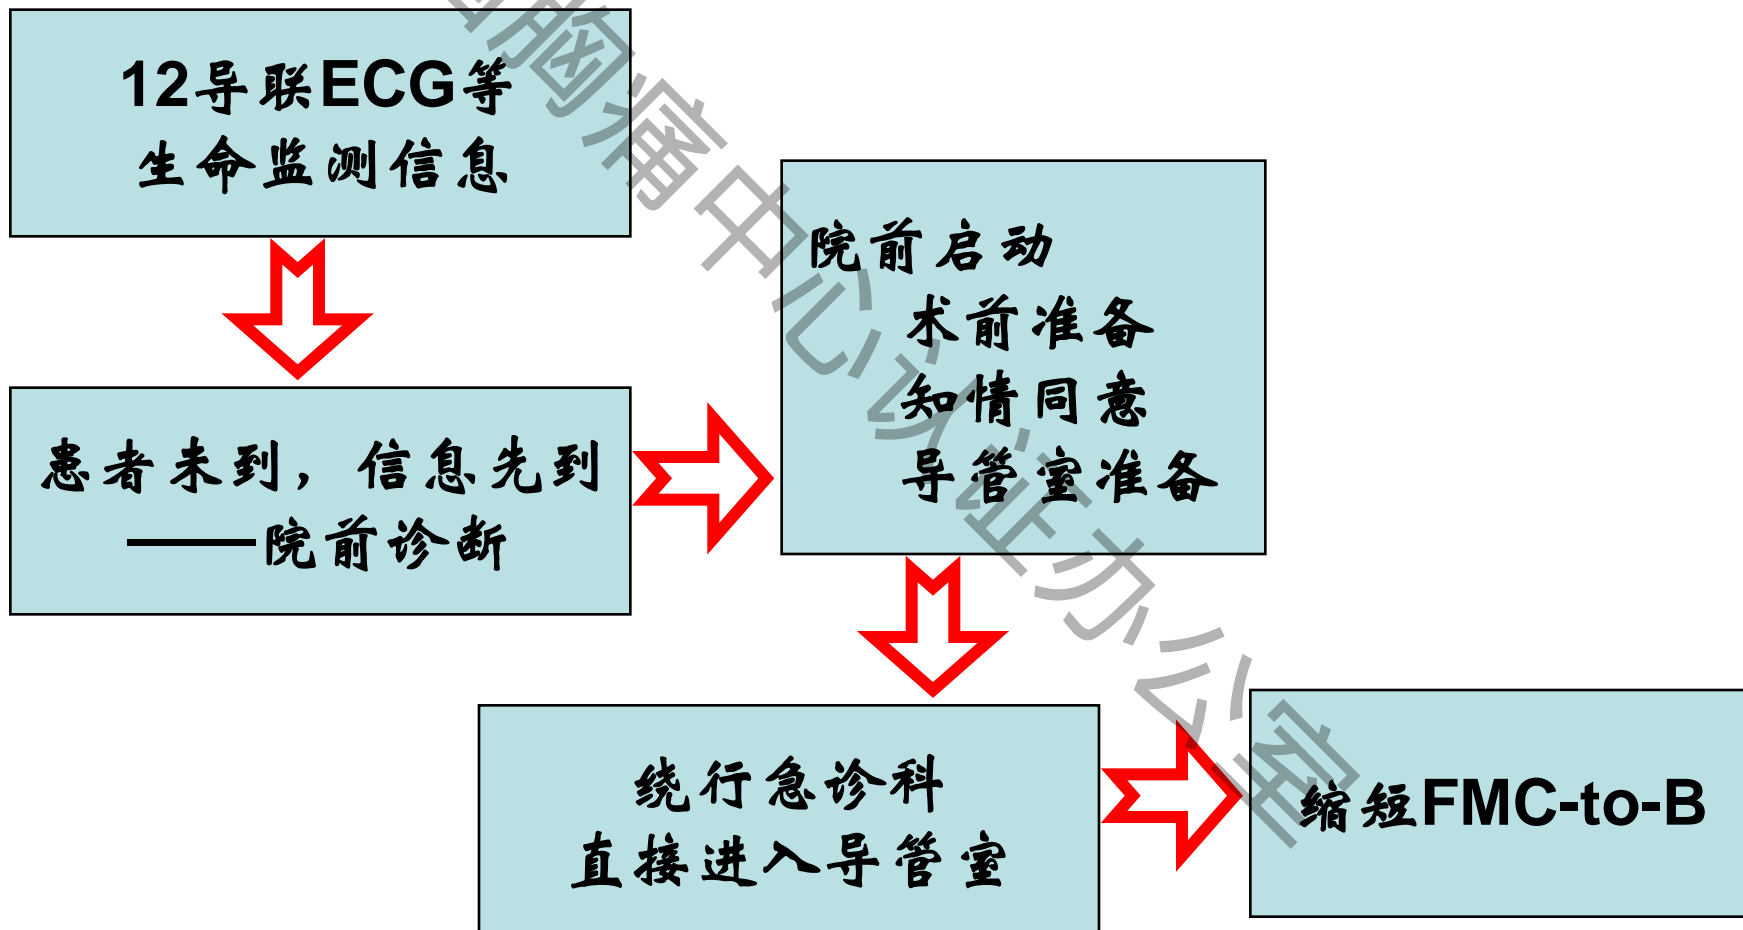 12导联ECG等
生命监测信息
患者未到，信息先到
——院前诊断
院前启动
术前准备
知情同意
导管室准备
绕行急诊科
直接进入导管室
缩短FMC-to-B
胸痛中心认证办公室